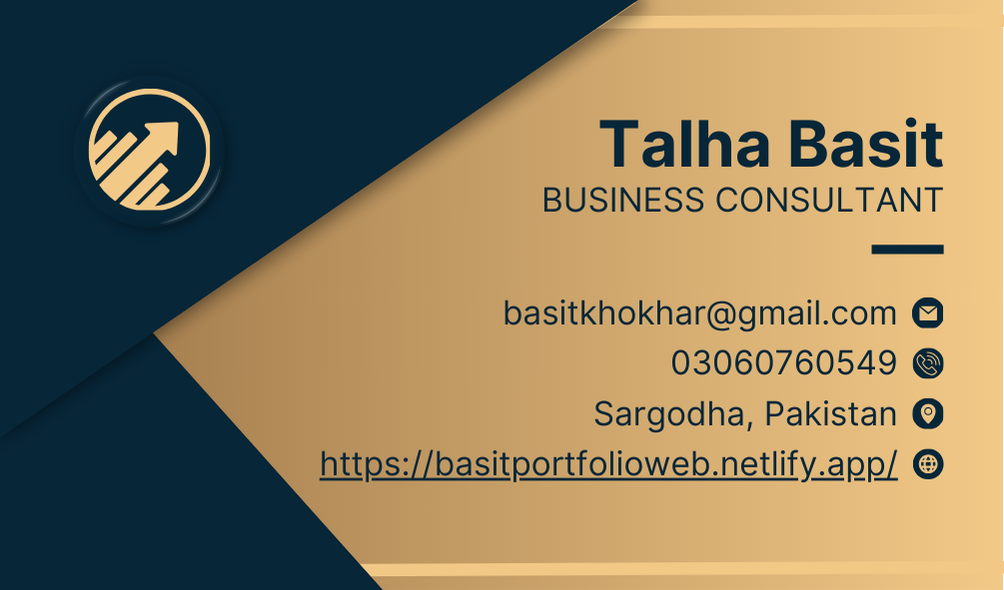 Talha Basit
BUSINESS CONSULTANT
basitkhokhar@gmail.com
03060760549
Sargodha, Pakistan
https://basitportfolioweb.netlify.app/